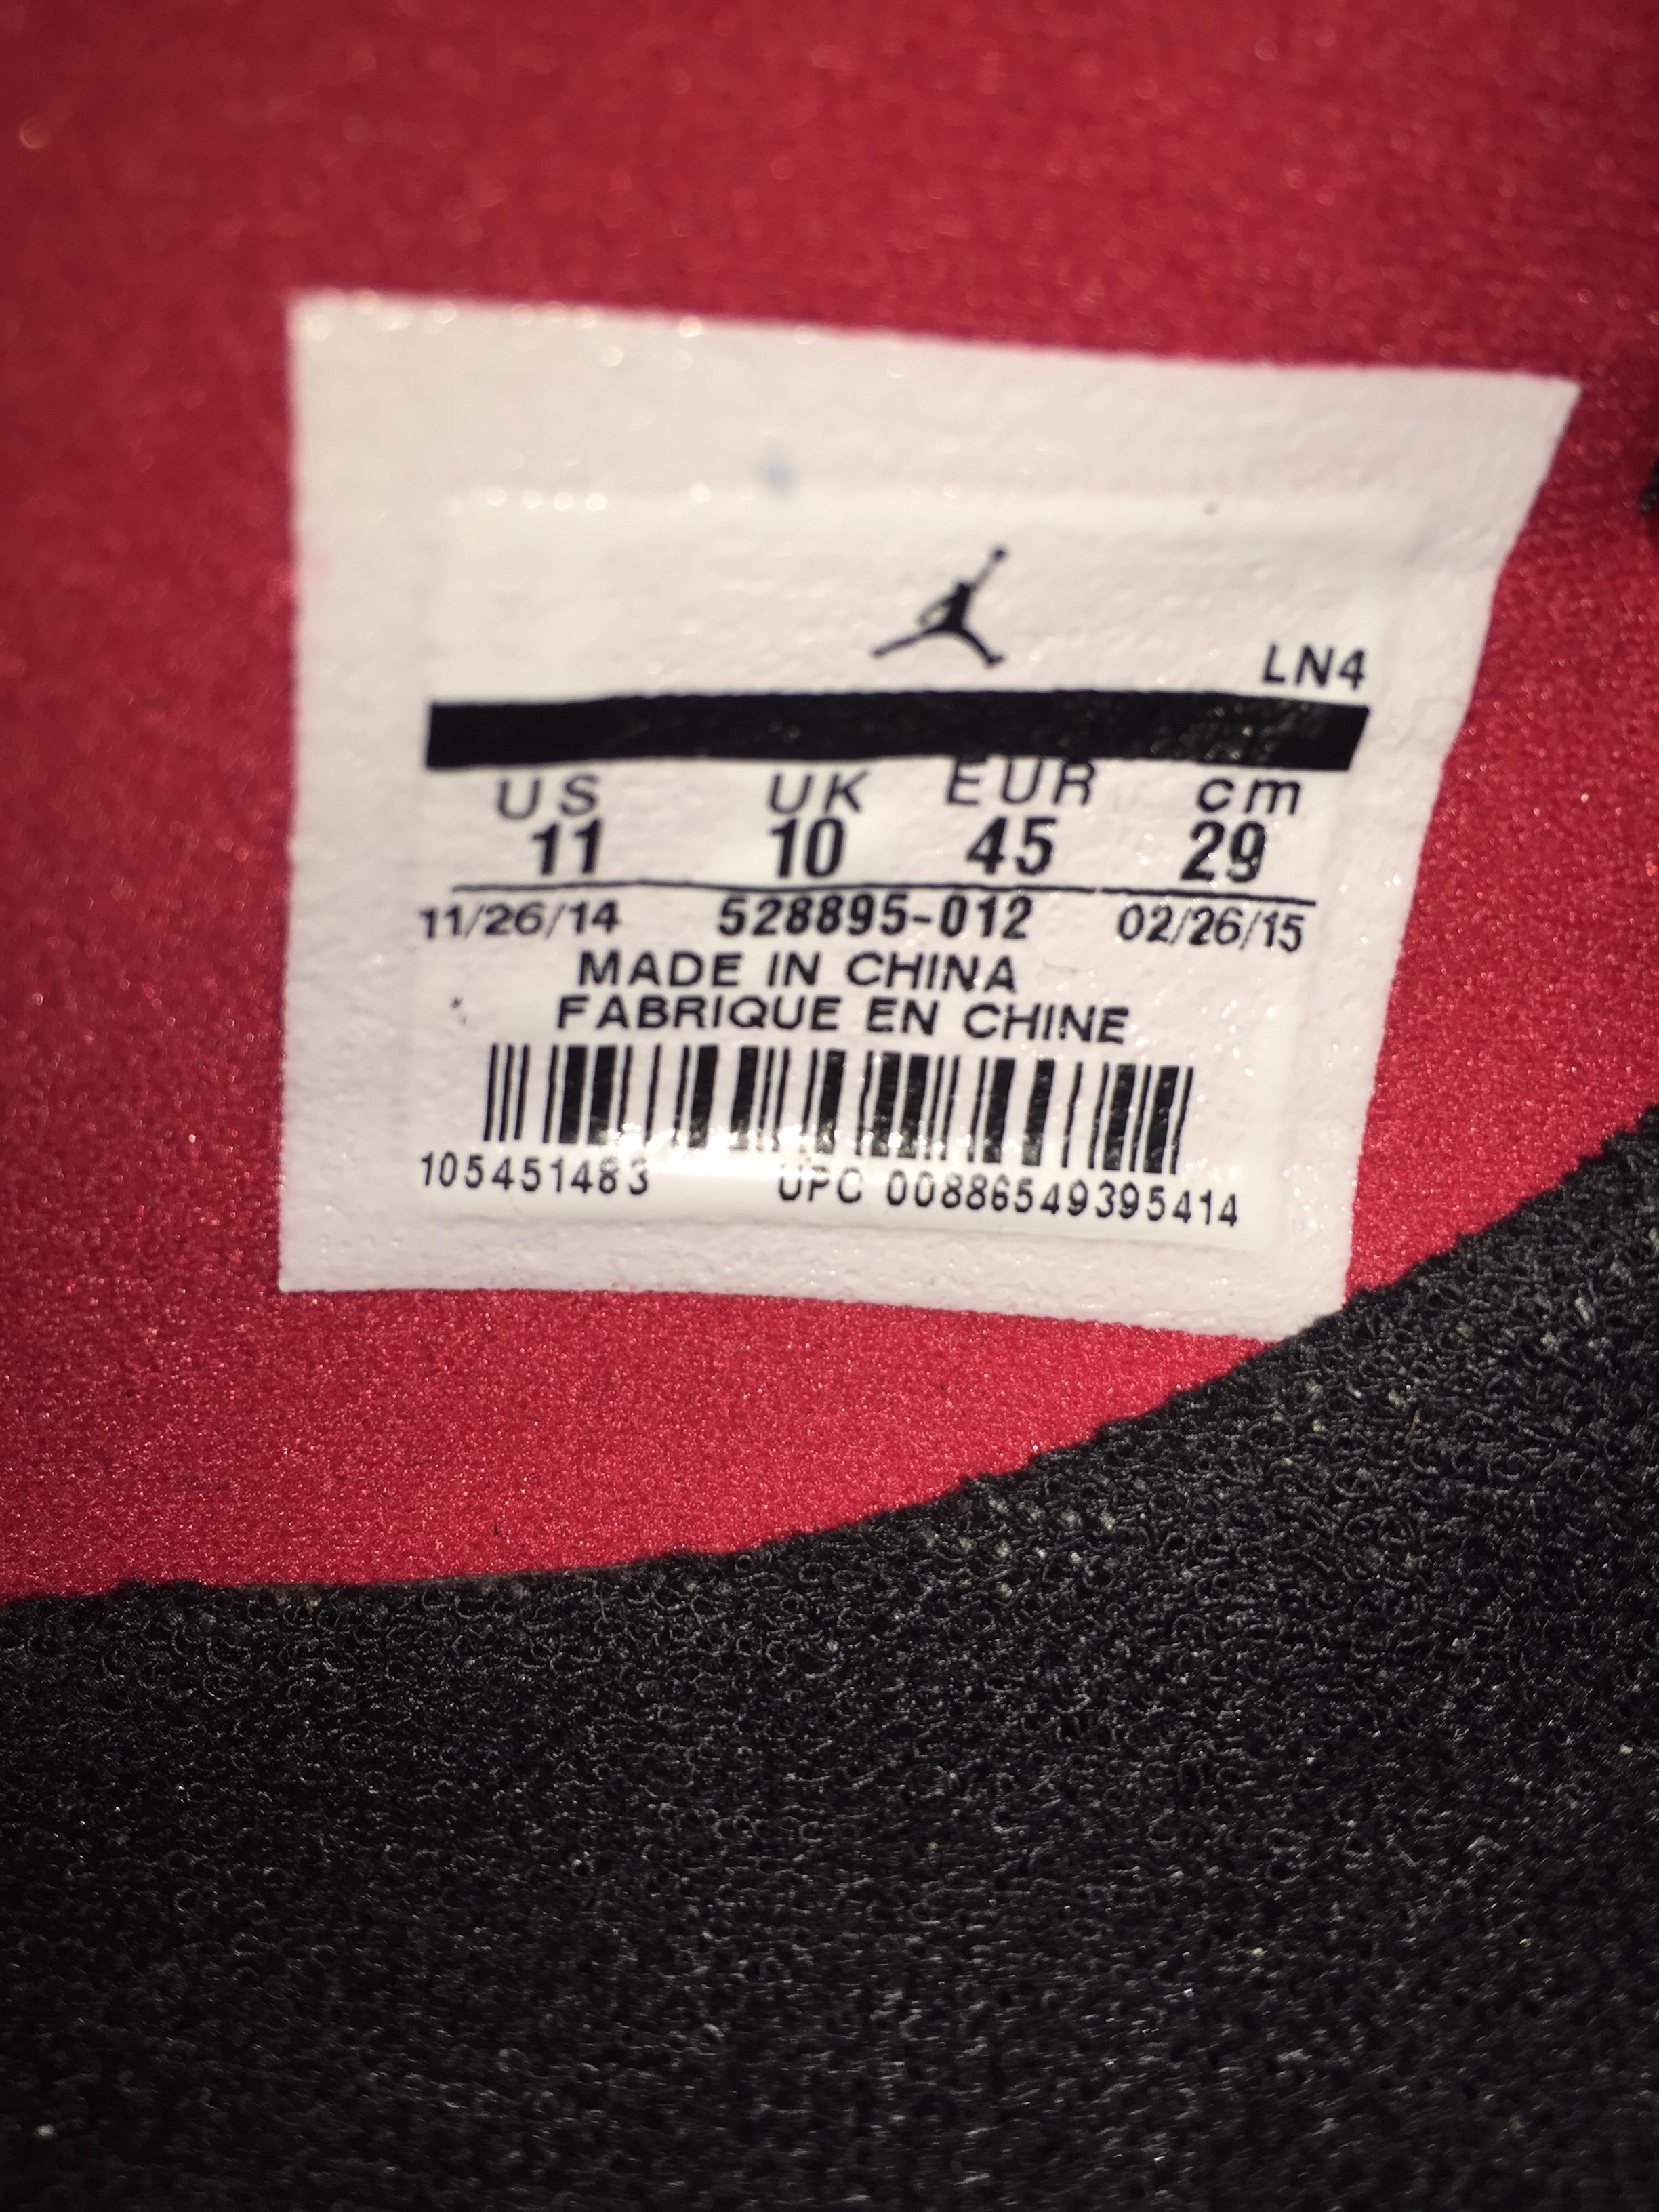 LN4
US UK EUR cm
11 10 45 29
11/26/14 528895-012 02/26/15
MADE IN CHINA
FABRIQUE EN CHINE
105451483 UPC 00886549395414